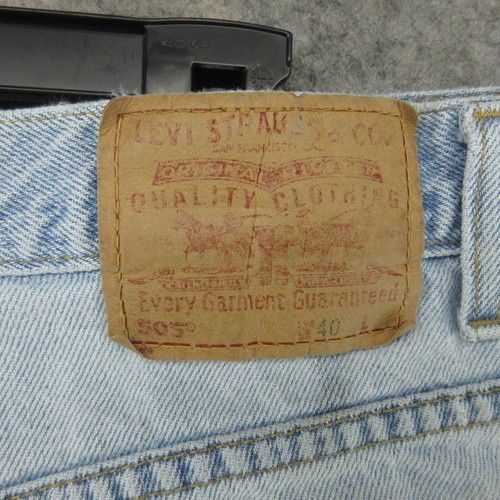 LEVI STRAUSS & CO.
SAN FRANCISCO, CAL.
QUALITY CLOTHING
Every Garment Guaranteed
505® W40 L